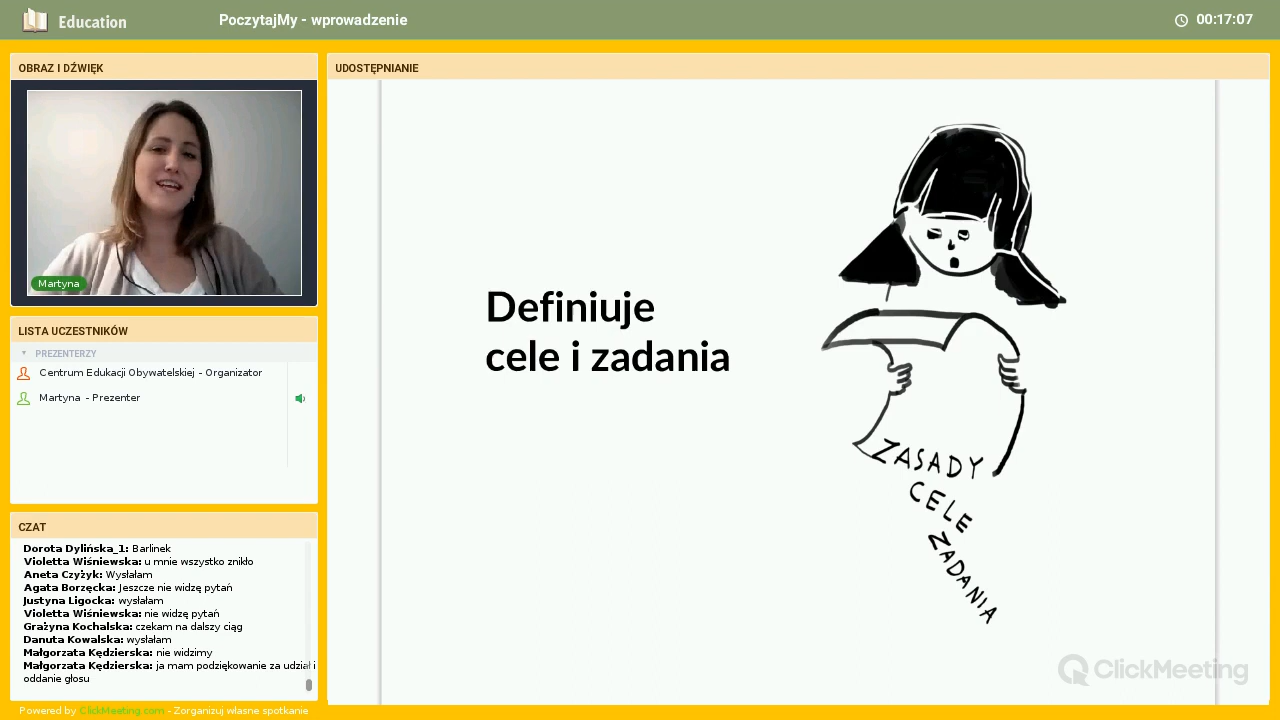 Education
PoczytajMy - wprowadzenie
00:17:07
OBRAZ I DŹWIĘK
Martyna
LISTA UCZESTNIKÓW
PREZENTERZY
Centrum Edukacji Obywatelskiej - Organizator
Martyna - Prezenter
CZAT
Dorota Dylińska_1: Barlinek
Violetta Wiśniewska: u mnie wszystko znikło
Aneta Czyżyk: Wysłałam
Agata Borzęcka: Jeszcze nie widzę pytań
Justyna Ligocka: wysłałam
Violetta Wiśniewska: nie widzę pytań
Grażyna Kochalska: czekam na dalszy ciąg
Danuta Kowalska: wysłałam
Małgorzata Kędzierska: nie widzimy
Małgorzata Kędzierska: ja mam podziękowanie za udział i
oddanie głosu
Powered by ClickMeeting.com - Zorganizuj własne spotkanie
UDOSTĘPNIANIE
Definiuje
cele i zadania
ZASADY
CELE
ZADANIA
ClickMeeting